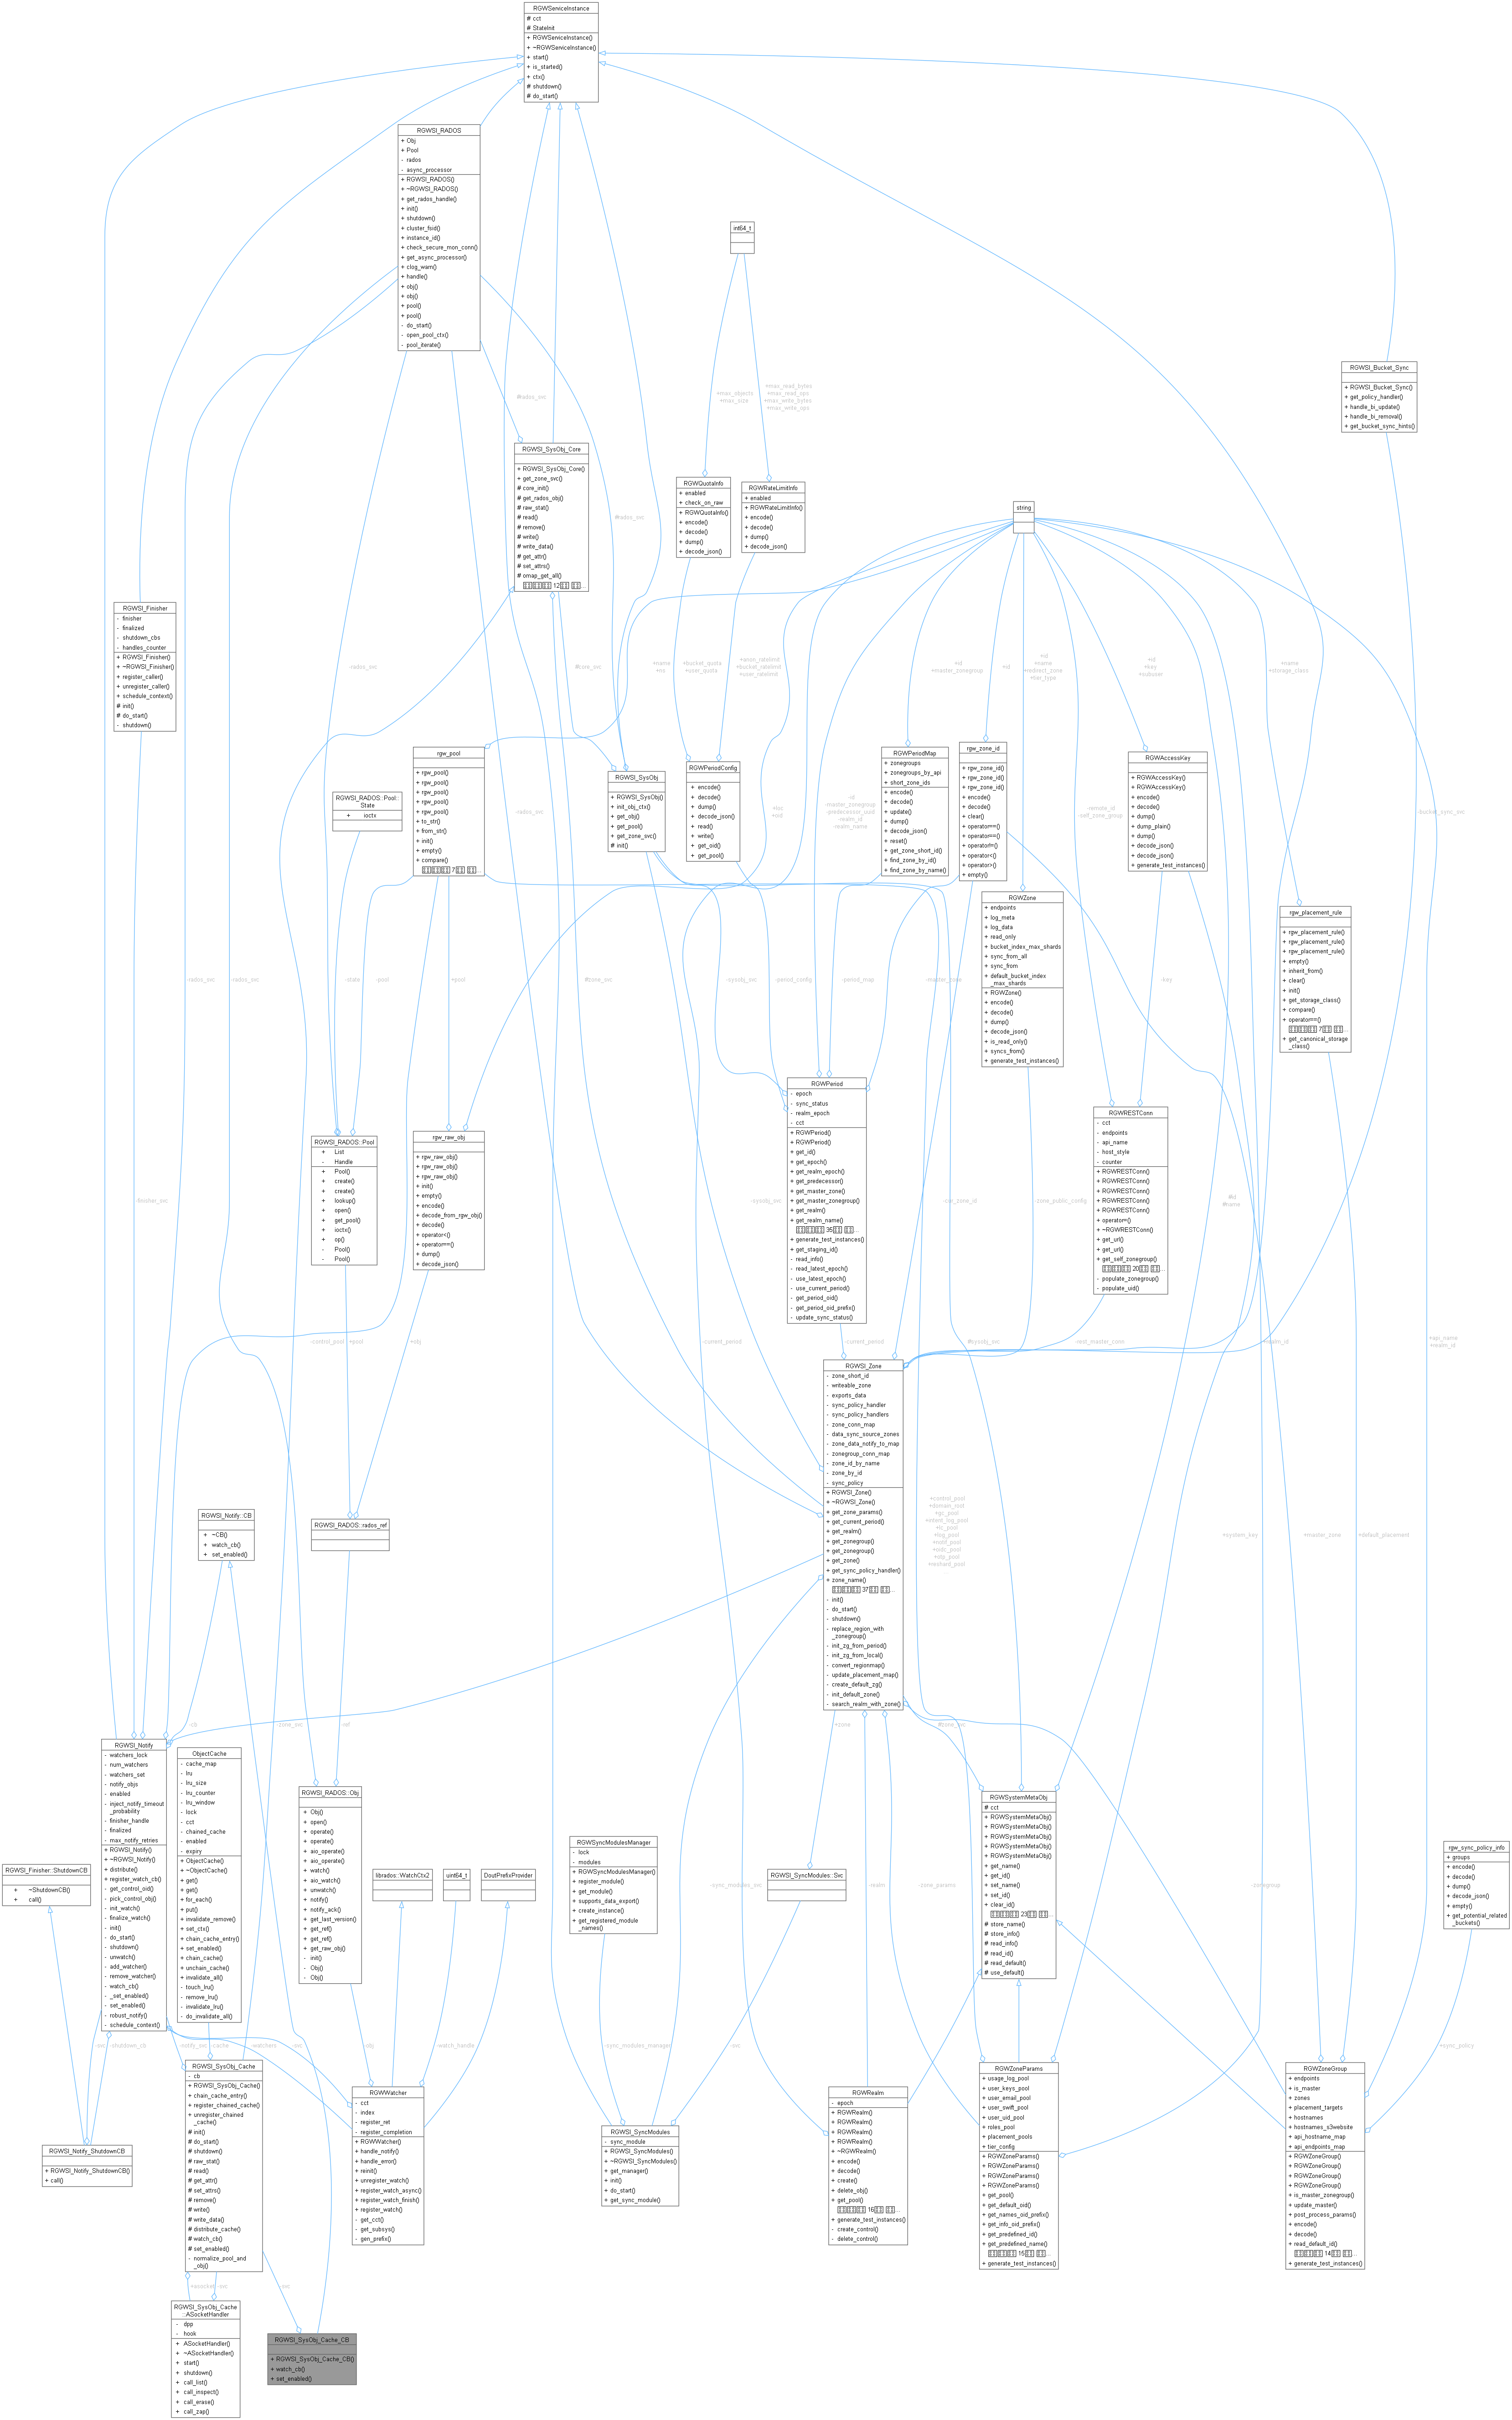 RGWServiceInstance
# cct
# StateInit
+ RGWServiceInstance()
+ ~RGWServiceInstance()
+ start()
+ is_started()
+ ctx()
# shutdown()
# do_start()
RGWSI_RADOS
+ Obj
+ Pool
- rados
- async_processor
+ RGWSI_RADOS()
+ ~RGWSI_RADOS()
+ get_rados_handle()
+ init()
+ shutdown()
+ cluster_fsid()
+ instance_id()
+ check_secure_mon_conn()
+ get_async_processor()
+ clog_warn()
+ handle()
+ obj()
+ obj()
+ pool()
+ pool()
- do_start()
- open_pool_ctx()
- pool_iterate()
int64_t
RGWSI_Bucket_Sync
+ RGWSI_Bucket_Sync()
+ get_policy_handler()
+ handle_bi_update()
+ handle_bi_removal()
+ get_bucket_sync_hints()
#rados_svc
+max_objects
+max_size
+max_read_bytes
+max_read_ops
+max_write_bytes
+max_write_ops
RGWSI_SysObj_Core
+ RGWSI_SysObj_Core()
+ get_zone_svc()
# core_init()
# get_rados_obj()
# raw_stat()
# read()
# remove()
# write()
# write_data()
# get_attr()
# set_attrs()
# omap_get_all()
12 ...
RGWQuotaInfo
+ enabled
+ check_on_raw
+ RGWQuotaInfo()
+ encode()
+ decode()
+ dump()
+ decode_json()
RGWRateLimitInfo
+ enabled
+ RGWRateLimitInfo()
+ encode()
+ decode()
+ dump()
+ decode_json()
string
#rados_svc
RGWSI_Finisher
- finisher
- finalized
- shutdown_cbs
- handles_counter
+ RGWSI_Finisher()
+ ~RGWSI_Finisher()
+ register_caller()
+ unregister_caller()
+ schedule_context()
# init()
# do_start()
- shutdown()
-rados_svc
#core_svc
+name
+ns
+bucket_quota
+user_quota
+anon_ratelimit
+bucket_ratelimit
+user_ratelimit
+id
+master_zonegroup
+id
+id
+name
+redirect_zone
+tier_type
+id
+key
+subuser
+name
+storage_class
rgw_pool
+ rgw_pool()
+ rgw_pool()
+ rgw_pool()
+ rgw_pool()
+ rgw_pool()
+ to_str()
+ from_str()
+ init()
+ empty()
+ compare()
7 ...
RGWSI_RADOS::Pool::
State
+ ioctx
RGWSI_SysObj
+ RGWSI_SysObj()
+ init_obj_ctx()
+ get_obj()
+ get_pool()
+ get_zone_svc()
# init()
RGWPeriodConfig
+ encode()
+ decode()
+ dump()
+ decode_json()
+ read()
+ write()
+ get_oid()
+ get_pool()
RGWPeriodMap
+ zonegroups
+ zonegroups_by_api
+ short_zone_ids
+ encode()
+ decode()
+ update()
+ dump()
+ decode_json()
+ reset()
+ get_zone_short_id()
+ find_zone_by_id()
+ find_zone_by_name()
rgw_zone_id
+ rgw_zone_id()
+ rgw_zone_id()
+ rgw_zone_id()
+ encode()
+ decode()
+ clear()
+ operator==()
+ operator==()
+ operator!=()
+ operator<()
+ operator>()
+ empty()
RGWAccessKey
+ RGWAccessKey()
+ RGWAccessKey()
+ encode()
+ decode()
+ dump()
+ dump_plain()
+ dump()
+ decode_json()
+ decode_json()
+ generate_test_instances()
-rados_svc
+loc
+oid
-id
-master_zonegroup
-predecessor_uuid
-realm_id
-realm_name
-remote_id
-self_zone_group
-bucket_sync_svc
RGWZone
+ endpoints
+ log_meta
+ log_data
+ read_only
+ bucket_index_max_shards
+ sync_from_all
+ sync_from
+ default_bucket_index
_max_shards
+ RGWZone()
+ encode()
+ decode()
+ dump()
+ decode_json()
+ is_read_only()
+ syncs_from()
+ generate_test_instances()
rgw_placement_rule
+ rgw_placement_rule()
+ rgw_placement_rule()
+ rgw_placement_rule()
+ empty()
+ inherit_from()
+ clear()
+ init()
+ get_storage_class()
+ compare()
+ operator==()
7 ...
+ get_canonical_storage
_class()
-rados_svc
-rados_svc
-state
-pool
+pool
#zone_svc
-sysobj_svc
-period_config
-period_map
-master_zone
-key
RGWPeriod
- epoch
- sync_status
- realm_epoch
- cct
+ RGWPeriod()
+ RGWPeriod()
+ get_id()
+ get_epoch()
+ get_realm_epoch()
+ get_predecessor()
+ get_master_zone()
+ get_master_zonegroup()
+ get_realm()
+ get_realm_name()
35 ...
+ generate_test_instances()
+ get_staging_id()
- read_info()
- read_latest_epoch()
- use_latest_epoch()
- use_current_period()
- get_period_oid()
- get_period_oid_prefix()
- update_sync_status()
RGWRESTConn
- cct
- endpoints
- api_name
- host_style
- counter
+ RGWRESTConn()
+ RGWRESTConn()
+ RGWRESTConn()
+ RGWRESTConn()
+ RGWRESTConn()
+ operator=()
+ ~RGWRESTConn()
+ get_url()
+ get_url()
+ get_self_zonegroup()
20 ...
- populate_zonegroup()
- populate_uid()
RGWSI_RADOS::Pool
+ List
- Handle
+ Pool()
+ create()
+ create()
+ lookup()
+ open()
+ get_pool()
+ ioctx()
+ op()
- Pool()
- Pool()
rgw_raw_obj
+ rgw_raw_obj()
+ rgw_raw_obj()
+ rgw_raw_obj()
+ init()
+ empty()
+ encode()
+ decode_from_rgw_obj()
+ decode()
+ operator<()
+ operator==()
+ dump()
+ decode_json()
-finisher_svc
-sysobj_svc
-cur_zone_id
-zone_public_config
#id
#name
-control_pool
+pool
+obj
-current_period
-current_period
#sysobj_svc
-rest_master_conn
+realm_id
+api_name
+realm_id
RGWSI_Zone
- zone_short_id
- writeable_zone
- exports_data
- sync_policy_handler
- sync_policy_handlers
- zone_conn_map
- data_sync_source_zones
- zone_data_notify_to_map
- zonegroup_conn_map
- zone_id_by_name
- zone_by_id
- sync_policy
+ RGWSI_Zone()
+ ~RGWSI_Zone()
+ get_zone_params()
+ get_current_period()
+ get_realm()
+ get_zonegroup()
+ get_zonegroup()
+ get_zone()
+ get_sync_policy_handler()
+ zone_name()
37 ...
- init()
- do_start()
- shutdown()
- replace_region_with
_zonegroup()
- init_zg_from_period()
- init_zg_from_local()
- convert_regionmap()
- update_placement_map()
- create_default_zg()
- init_default_zone()
- search_realm_with_zone()
RGWSI_Notify::CB
+ ~CB()
+ watch_cb()
+ set_enabled()
RGWSI_RADOS::rados_ref
+control_pool
+domain_root
+gc_pool
+intent_log_pool
+lc_pool
+log_pool
+notif_pool
+oidc_pool
+otp_pool
+reshard_pool
...
+system_key
+master_zone
+default_placement
-cb
-zone_svc
-ref
+zone
#zone_svc
RGWSI_Notify
- watchers_lock
- num_watchers
- watchers_set
- notify_objs
- enabled
- inject_notify_timeout
_probability
- finisher_handle
- finalized
- max_notify_retries
+ RGWSI_Notify()
+ ~RGWSI_Notify()
+ distribute()
+ register_watch_cb()
- get_control_oid()
- pick_control_obj()
- init_watch()
- finalize_watch()
- init()
- do_start()
- shutdown()
- unwatch()
- add_watcher()
- remove_watcher()
- watch_cb()
- _set_enabled()
- set_enabled()
- robust_notify()
- schedule_context()
ObjectCache
- cache_map
- lru
- lru_size
- lru_counter
- lru_window
- lock
- cct
- chained_cache
- enabled
- expiry
+ ObjectCache()
+ ~ObjectCache()
+ get()
+ get()
+ for_each()
+ put()
+ invalidate_remove()
+ set_ctx()
+ chain_cache_entry()
+ set_enabled()
+ chain_cache()
+ unchain_cache()
+ invalidate_all()
- touch_lru()
- remove_lru()
- invalidate_lru()
- do_invalidate_all()
RGWSI_RADOS::Obj
+ Obj()
+ open()
+ operate()
+ operate()
+ aio_operate()
+ aio_operate()
+ watch()
+ aio_watch()
+ unwatch()
+ notify()
+ notify_ack()
+ get_last_version()
+ get_ref()
+ get_ref()
+ get_raw_obj()
- init()
- Obj()
- Obj()
RGWSystemMetaObj
# cct
+ RGWSystemMetaObj()
+ RGWSystemMetaObj()
+ RGWSystemMetaObj()
+ RGWSystemMetaObj()
+ RGWSystemMetaObj()
+ get_name()
+ get_id()
+ set_name()
+ set_id()
+ clear_id()
23 ...
# store_name()
# store_info()
# read_info()
# read_id()
# read_default()
# use_default()
RGWSyncModulesManager
- lock
- modules
+ RGWSyncModulesManager()
+ register_module()
+ get_module()
+ supports_data_export()
+ create_instance()
+ get_registered_module
_names()
rgw_sync_policy_info
+ groups
+ encode()
+ decode()
+ dump()
+ decode_json()
+ empty()
+ get_potential_related
_buckets()
RGWSI_Finisher::ShutdownCB
+ ~ShutdownCB()
+ call()
librados::WatchCtx2
uint64_t
DoutPrefixProvider
RGWSI_SyncModules::Svc
-sync_modules_svc
-realm
-zone_params
-zonegroup
-svc
-shutdown_cb
-notify_svc
-cache
-watchers
-svc
-obj
-watch_handle
-sync_modules_manager
-svc
+sync_policy
RGWSI_SysObj_Cache
- cb
+ RGWSI_SysObj_Cache()
+ chain_cache_entry()
+ register_chained_cache()
+ unregister_chained
_cache()
# init()
# do_start()
# shutdown()
# raw_stat()
# read()
# get_attr()
# set_attrs()
# remove()
# write()
# write_data()
# distribute_cache()
# watch_cb()
# set_enabled()
- normalize_pool_and
_obj()
RGWWatcher
- cct
- index
- register_ret
- register_completion
+ RGWWatcher()
+ handle_notify()
+ handle_error()
+ reinit()
+ unregister_watch()
+ register_watch_async()
+ register_watch_finish()
+ register_watch()
- get_cct()
- get_subsys()
- gen_prefix()
RGWSI_SyncModules
- sync_module
+ RGWSI_SyncModules()
+ ~RGWSI_SyncModules()
+ get_manager()
+ init()
+ do_start()
+ get_sync_module()
RGWRealm
- epoch
+ RGWRealm()
+ RGWRealm()
+ RGWRealm()
+ RGWRealm()
+ ~RGWRealm()
+ encode()
+ decode()
+ create()
+ delete_obj()
+ get_pool()
16 ...
+ generate_test_instances()
- create_control()
- delete_control()
RGWZoneParams
+ usage_log_pool
+ user_keys_pool
+ user_email_pool
+ user_swift_pool
+ user_uid_pool
+ roles_pool
+ placement_pools
+ tier_config
+ RGWZoneParams()
+ RGWZoneParams()
+ RGWZoneParams()
+ RGWZoneParams()
+ get_pool()
+ get_default_oid()
+ get_names_oid_prefix()
+ get_info_oid_prefix()
+ get_predefined_id()
+ get_predefined_name()
15 ...
+ generate_test_instances()
RGWZoneGroup
+ endpoints
+ is_master
+ zones
+ placement_targets
+ hostnames
+ hostnames_s3website
+ api_hostname_map
+ api_endpoints_map
+ RGWZoneGroup()
+ RGWZoneGroup()
+ RGWZoneGroup()
+ RGWZoneGroup()
+ is_master_zonegroup()
+ update_master()
+ post_process_params()
+ encode()
+ decode()
+ read_default_id()
14 ...
+ generate_test_instances()
RGWSI_Notify_ShutdownCB
+ RGWSI_Notify_ShutdownCB()
+ call()
+asocket
-svc
-svc
RGWSI_SysObj_Cache
::ASocketHandler
- dpp
- hook
+ ASocketHandler()
+ ~ASocketHandler()
+ start()
+ shutdown()
+ call_list()
+ call_inspect()
+ call_erase()
+ call_zap()
RGWSI_SysObj_Cache_CB
+ RGWSI_SysObj_Cache_CB()
+ watch_cb()
+ set_enabled()